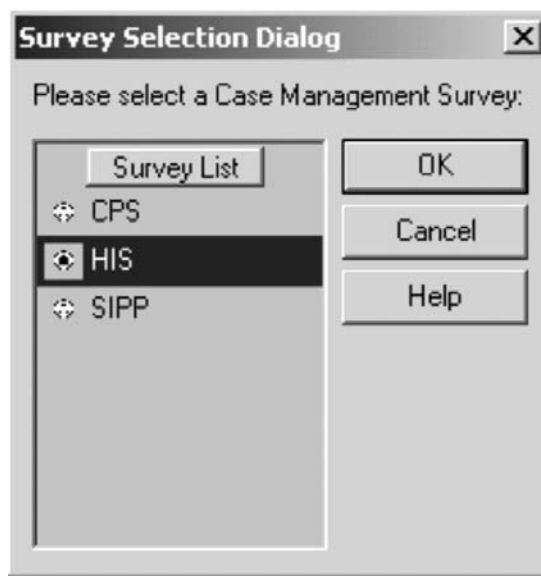 Survey Selection Dialog
Please select a Case Management Survey:
Survey List
CPS
HIS
SIPP
OK
Cancel
Help